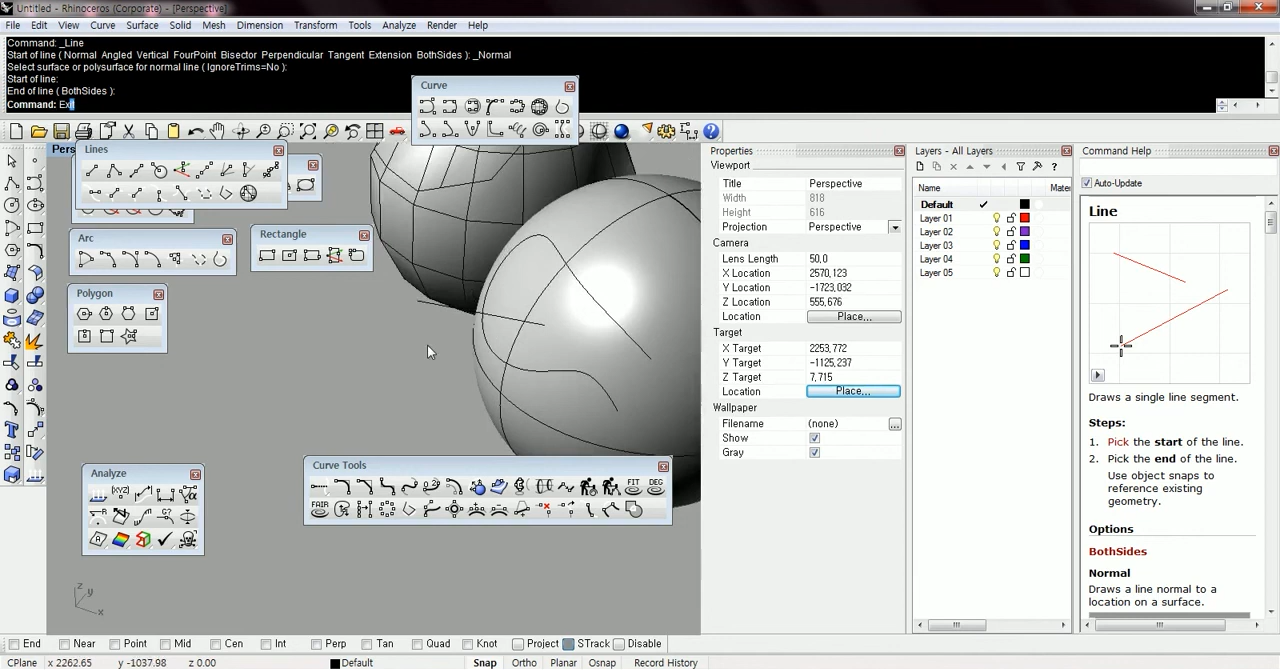 Untitled - Rhinoceros (Corporate) - [Perspective]
File Edit View Curve Surface Solid Mesh Dimension Transform Tools Analyze Render Help
Command: _Line
Start of line ( Normal Angled Vertical FourPoint Bisector Perpendicular Tangent Extension BothSides ): _Normal
Select surface or polysurface for normal line ( IgnoreTrims=No ):
Start of line:
End of line ( BothSides ):
Command: Exit
Curve
Pers
Lines
Arc
Rectangle
Polygon
Analyze
XYZ
Curve Tools
FIT DEG
FAIR
z y
x
Properties
Viewport
Title Perspective
Width 818
Height 616
Projection Perspective
Camera
Lens Length 50,0
X Location 2570,123
Y Location -1723,032
Z Location 555,676
Location Place...
Target
X Target 2253,772
Y Target -1125,237
Z Target 7,715
Location Place...
Wallpaper
Filename (none) ...
Show
Gray
Layers - All Layers
Name Mate
Default
Layer 01
Layer 02
Layer 03
Layer 04
Layer 05
Command Help
Auto-Update
Line
Draws a single line segment.
Steps:
1. Pick the start of the line.
2. Pick the end of the line.
Use object snaps to
reference existing
geometry.
Options
BothSides
Normal
Draws a line normal to a
location on a surface.
End Near Point Mid Cen Int Perp Tan Quad Knot Project STrack Disable
CPlane x 2262.65 y -1037.98 z 0.00 Default Snap Ortho Planar Osnap Record History